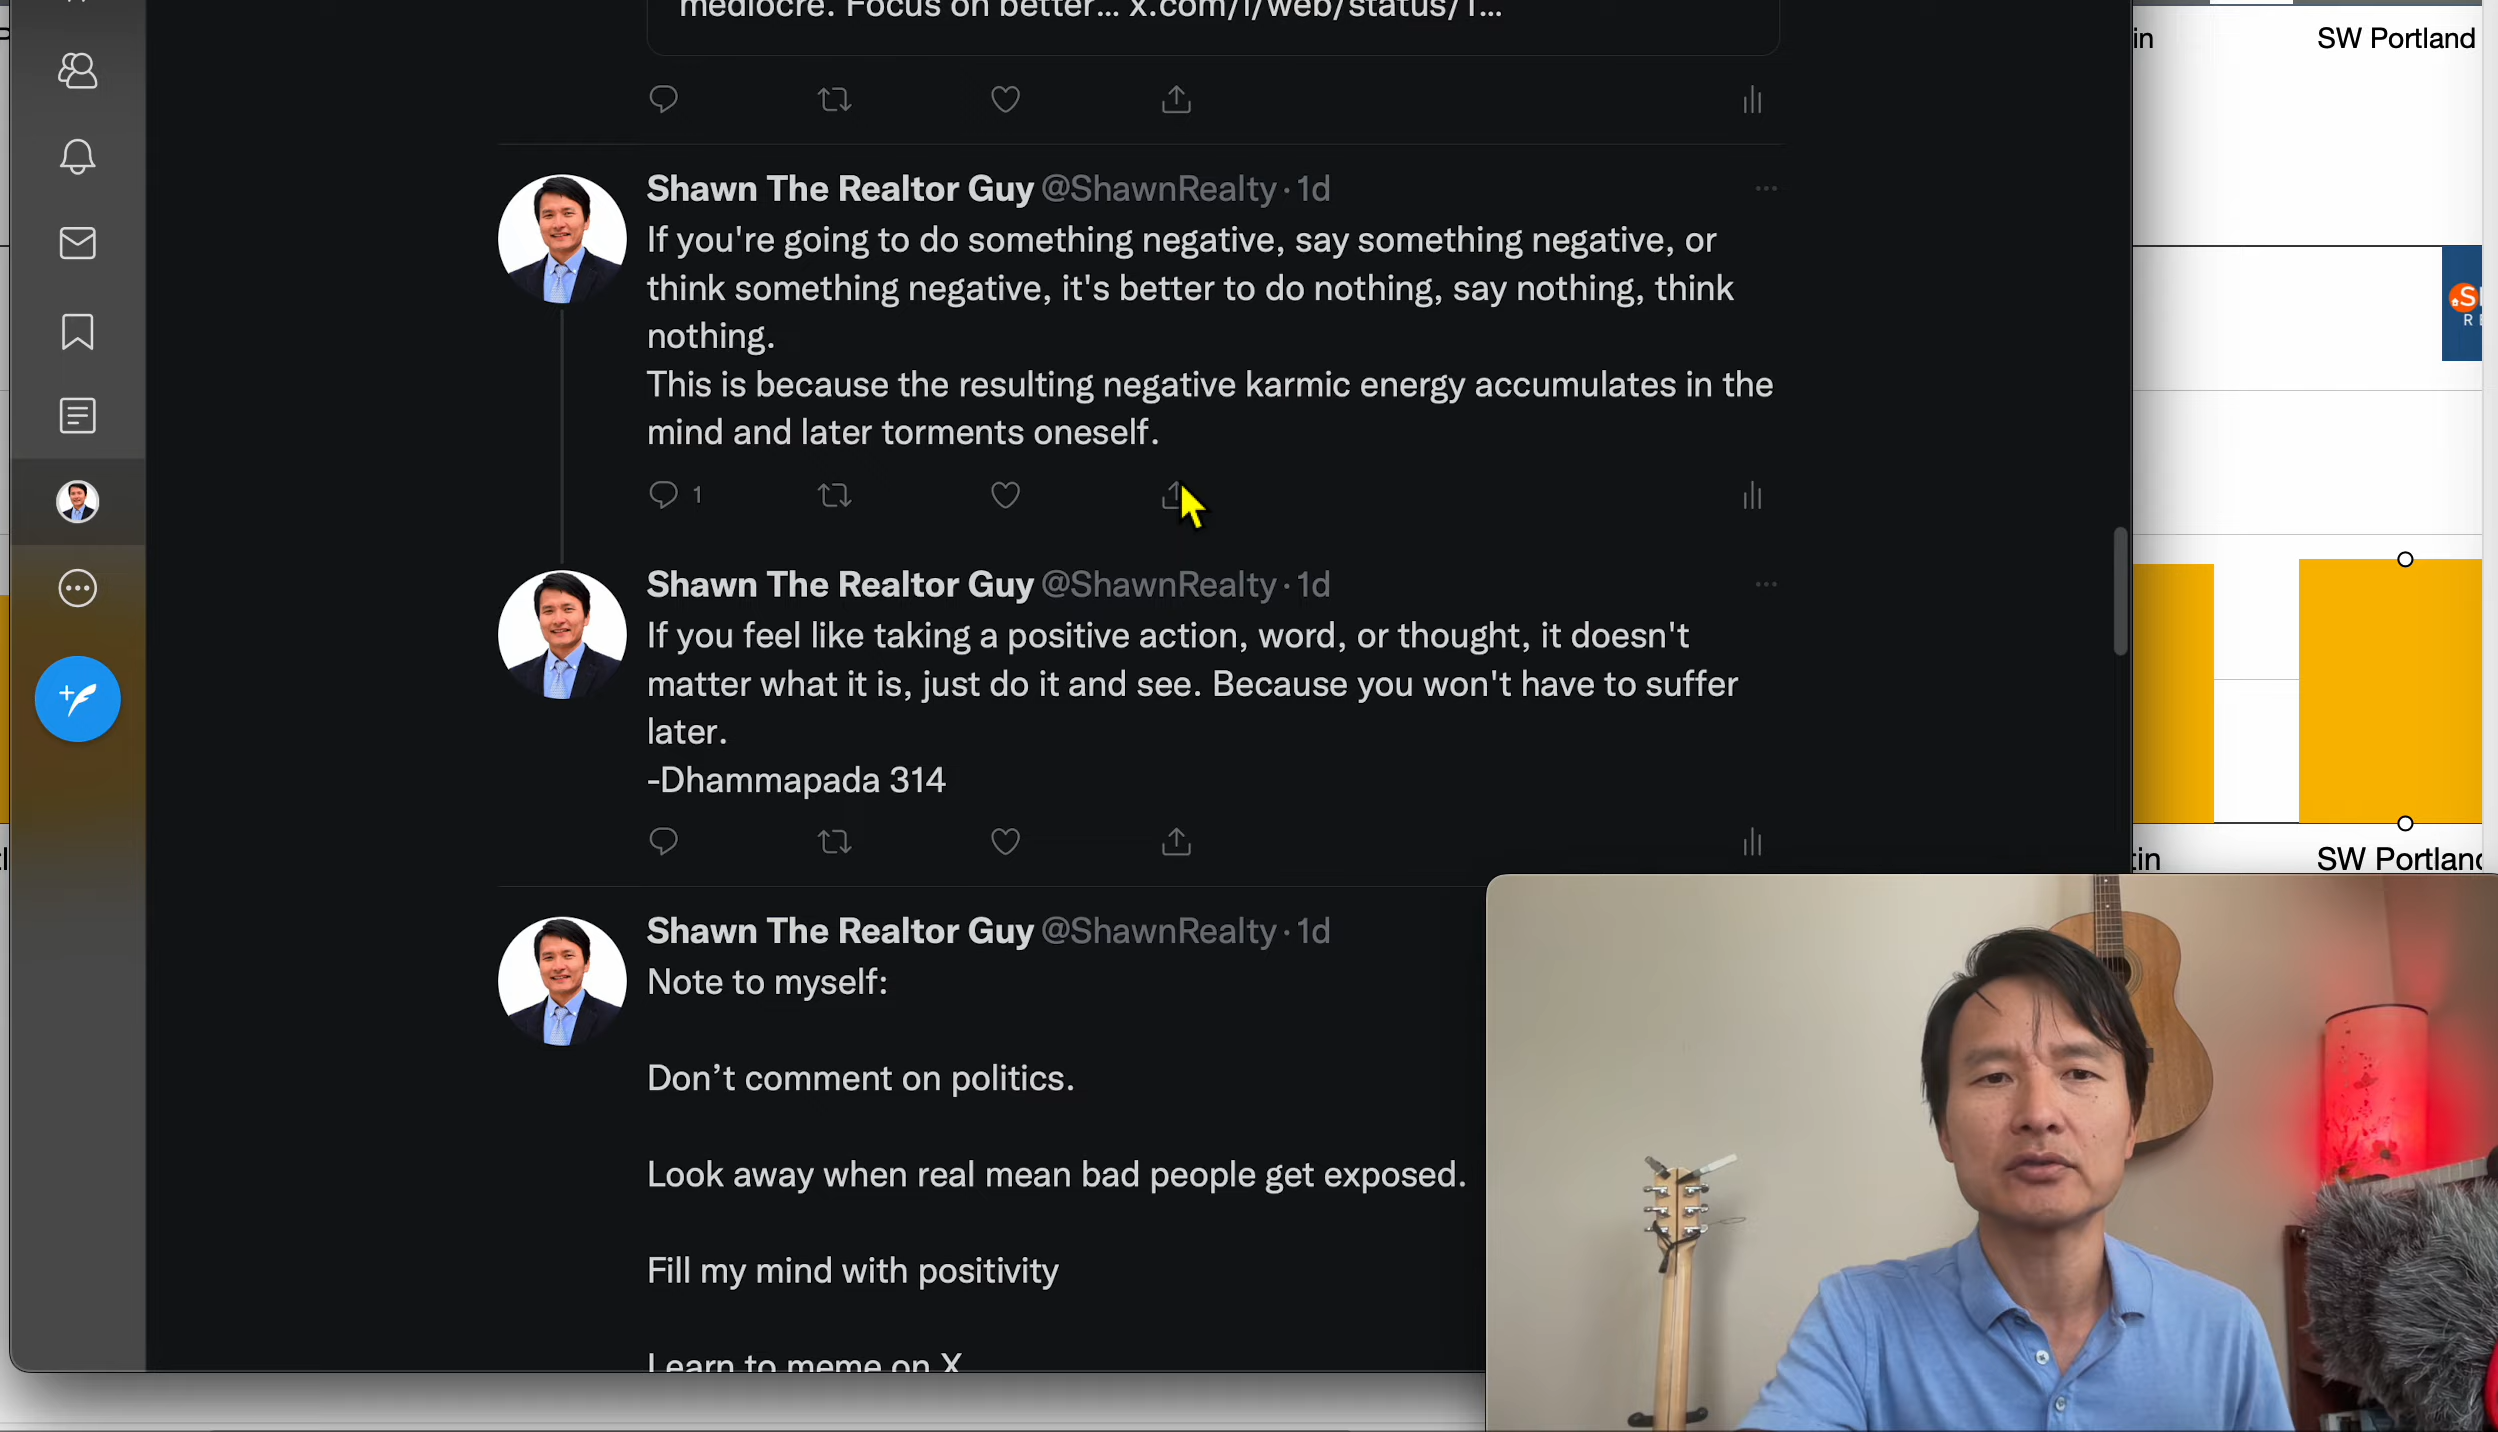 mediocre. Focus on better... x.com/i/web/status/1...
in
SW Portland
Shawn The Realtor Guy @ShawnRealty · 1d
If you're going to do something negative, say something negative, or
think something negative, it's better to do nothing, say nothing, think
nothing.
This is because the resulting negative karmic energy accumulates in the
mind and later torments oneself.
1
Shawn The Realtor Guy @ShawnRealty · 1d
If you feel like taking a positive action, word, or thought, it doesn't
matter what it is, just do it and see. Because you won't have to suffer
later.
-Dhammapada 314
tin
SW Portland
Shawn The Realtor Guy @ShawnRealty · 1d
Note to myself:
Don’t comment on politics.
Look away when real mean bad people get exposed.
Fill my mind with positivity
Learn to meme on X